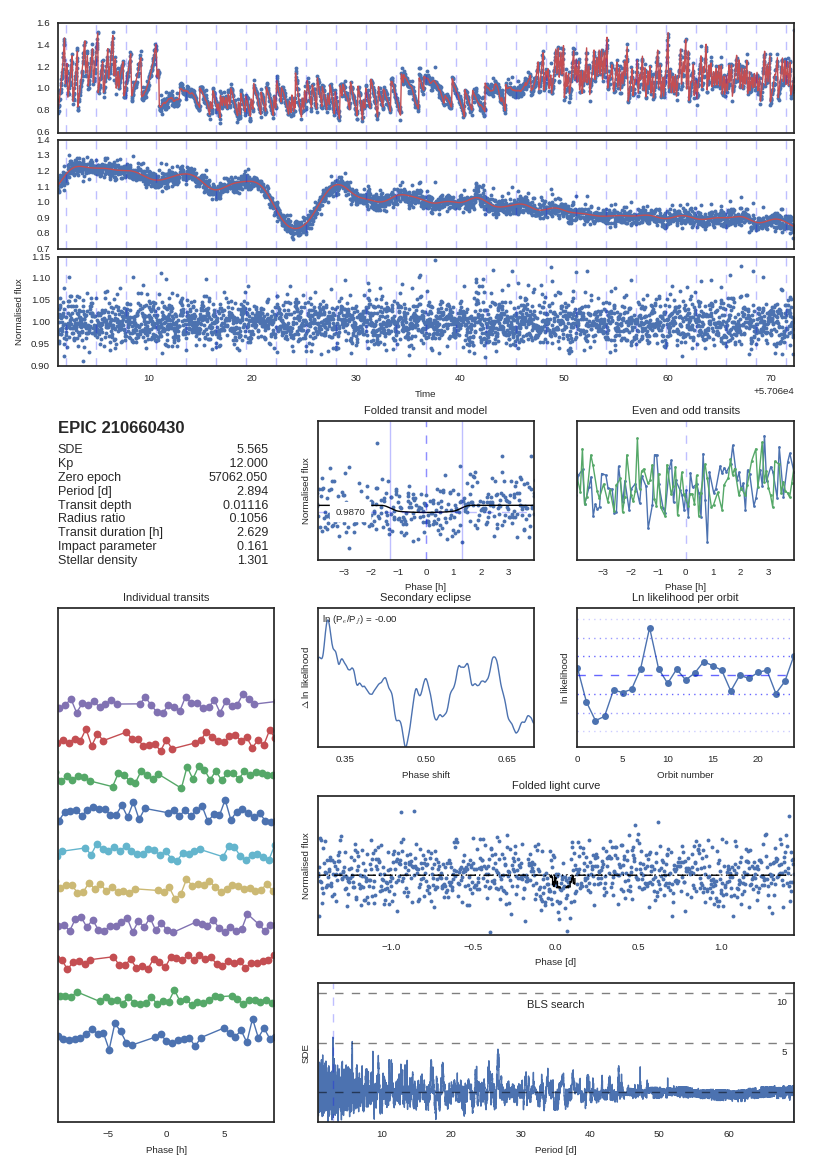 1.6
1.4
1.2
1.0
0.8
0.6
1.4
1.3
1.2
1.1
1.0
0.9
0.8
0.7
1.15
1.10
1.05
1.00
0.95
0.90
Normalised flux
10 20 30 40 50 60 70
Time
+5.706e4
EPIC 210660430
SDE 5.565
Kp 12.000
Zero epoch 57062.050
Period [d] 2.894
Transit depth 0.01116
Radius ratio 0.1056
Transit duration [h] 2.629
Impact parameter 0.161
Stellar density 1.301
Folded transit and model
Normalised flux
0.9870
−3 −2 −1 0 1 2 3
Phase [h]
Even and odd transits
−3 −2 −1 0 1 2 3
Phase [h]
Individual transits
−5 0 5
Phase [h]
Secondary eclipse
Δ ln likelihood
0.35 0.50 0.65
Phase shift
Ln likelihood per orbit
ln likelihood
0 5 10 15 20
Orbit number
Folded light curve
Normalised flux
−1.0 −0.5 0.0 0.5 1.0
Phase [d]
BLS search
10
5
SDE
10 20 30 40 50 60
Period [d]